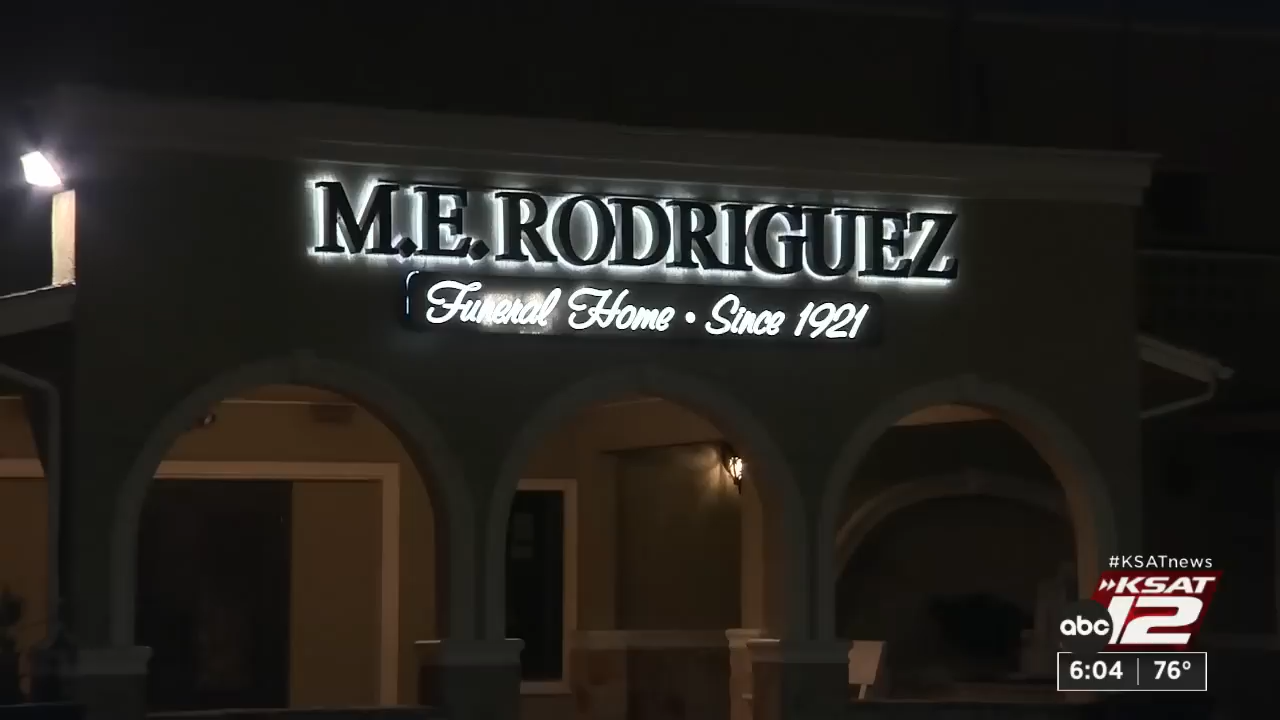 M.E. RODRIGUEZ
Funeral Home • Since 1921
#KSATnews
KSAT
abc 12
6:04 | 76°